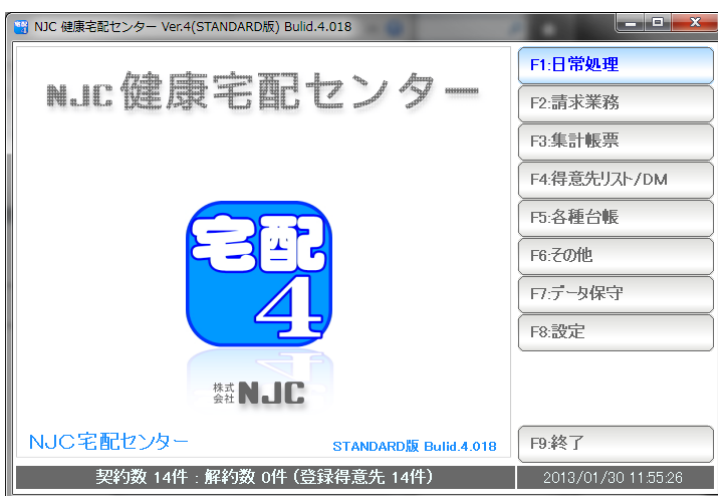 NJC 健康宅配センター Ver.4(STANDARD版) Bulid.4.018
NJC 健康宅配センター
宅配
4
株式会社 NJC
NJC宅配センター
STANDARD版 Bulid.4.018
契約数 14件 : 解約数 0件 (登録得意先 14件)
F1:日常処理
F2:請求業務
F3:集計帳票
F4:得意先リスト/DM
F5:各種台帳
F6:その他
F7:データ保守
F8:設定
F9:終了
2013/01/30 11:55:26